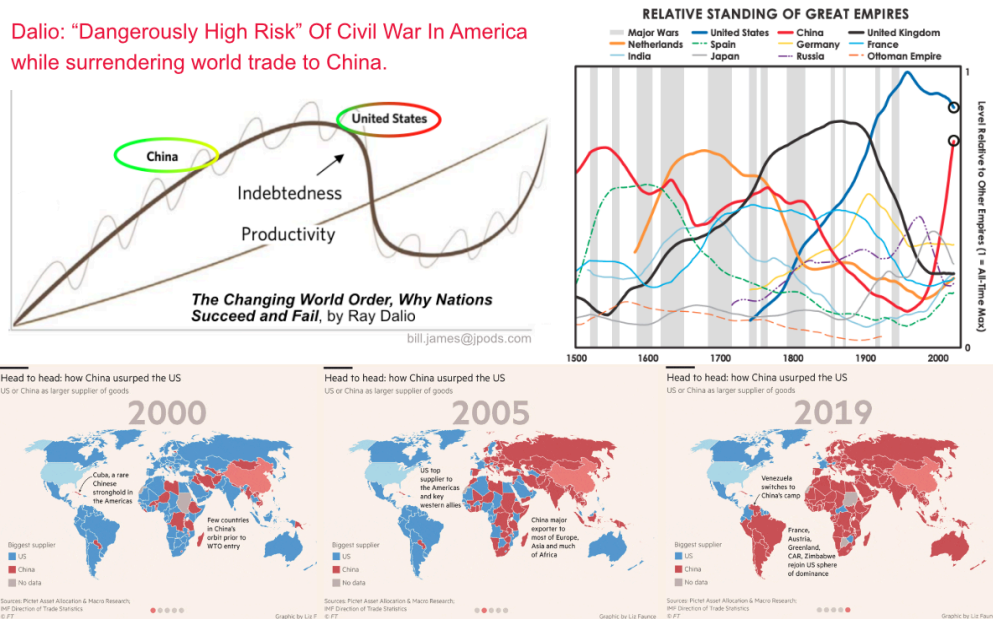 Dalio: “Dangerously High Risk” Of Civil War In America
while surrendering world trade to China.
China
United States
Indebtedness
Productivity
The Changing World Order, Why Nations
Succeed and Fail, by Ray Dalio
bill.james@jpods.com
RELATIVE STANDING OF GREAT EMPIRES
Major Wars United States China United Kingdom
Netherlands Spain Germany France
India Japan Russia Ottoman Empire
1
Level Relative to Other Empires (1 = All-Time Max)
0
1500 1600 1700 1800 1900 2000
Head to head: how China usurped the US
US or China as larger supplier of goods
2000
Cuba, a rare
Chinese
stronghold in
the Americas
Few countries
in China's
orbit prior to
WTO entry
Biggest supplier
US
China
No data
Sources: Pictet Asset Allocation & Macro Research;
IMF Direction of Trade Statistics
© FT
Graphic by Liz F
Head to head: how China usurped the US
US or China as larger supplier of goods
2005
US top
supplier to
the Americas
and key
western allies
China major
exporter to
most of Europe,
Asia and much
of Africa
Biggest supplier
US
China
No data
Sources: Pictet Asset Allocation & Macro Research;
IMF Direction of Trade Statistics
© FT
Graphic by Liz Faunce
Head to head: how China usurped the US
US or China as larger supplier of goods
2019
Venezuela
switches to
China's camp
France,
Austria,
Greenland,
CAR, Zimbabwe
rejoin US sphere
of dominance
Biggest supplier
US
China
No data
Sources: Pictet Asset Allocation & Macro Research;
IMF Direction of Trade Statistics
© FT
Graphic by Liz Faunc